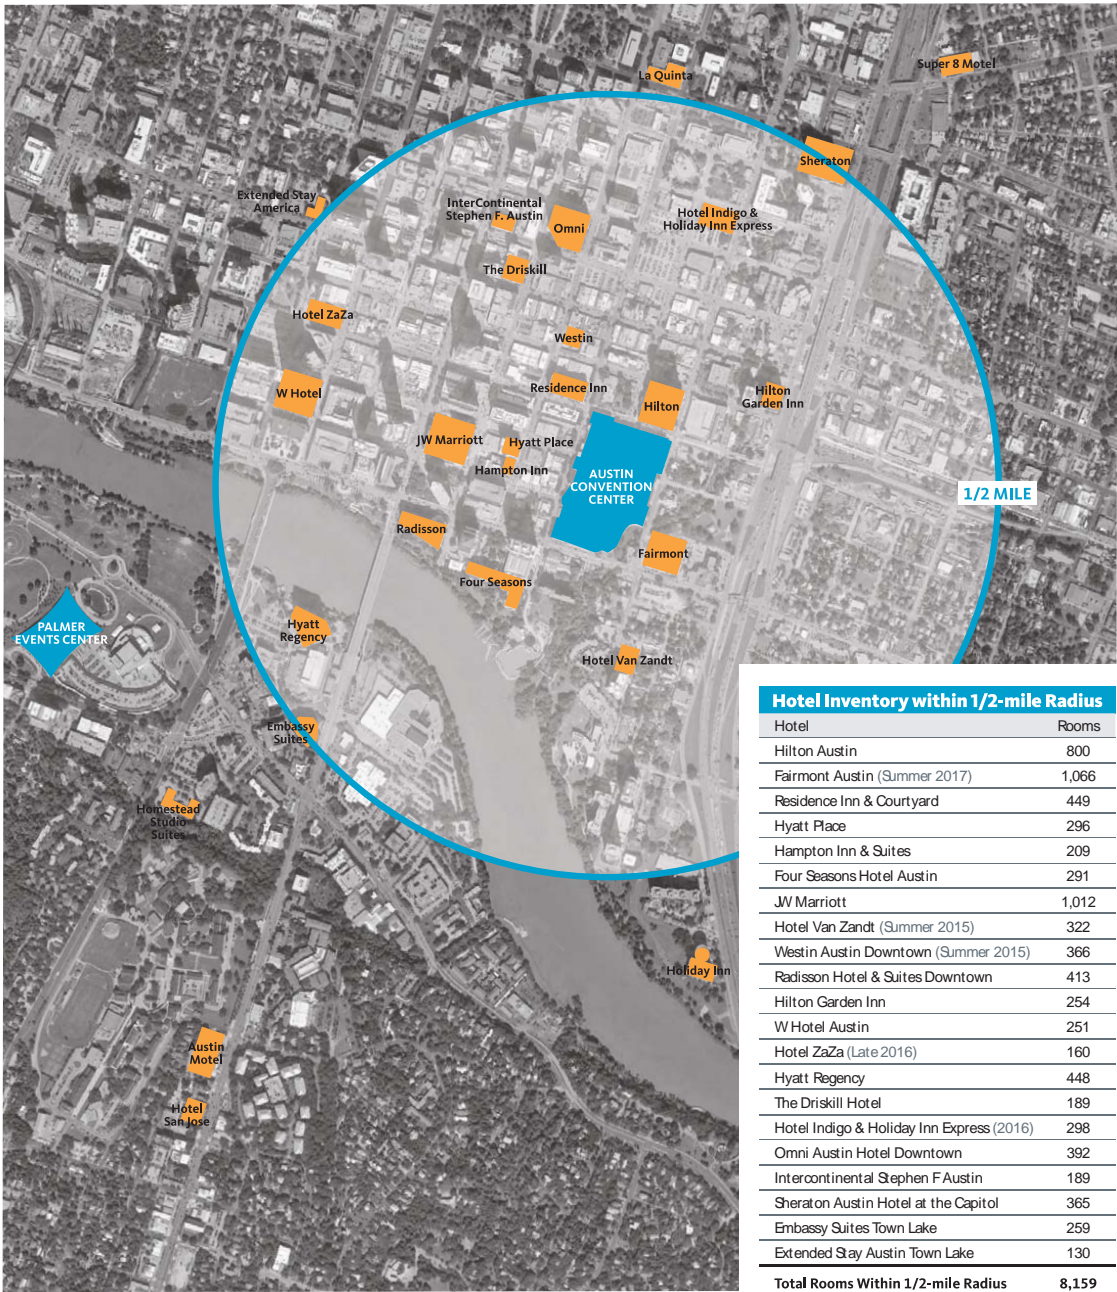 La Quinta
Super 8 Motel
Sheraton
Extended Stay
America
InterContinental
Stephen F. Austin
Omni
Hotel Indigo &
Holiday Inn Express
The Driskill
Hotel ZaZa
Westin
W Hotel
Residence Inn
Hilton
Hilton
Garden Inn
JW Marriott
Hyatt Place
Hampton Inn
AUSTIN
CONVENTION
CENTER
1/2 MILE
Radisson
Fairmont
Four Seasons
Hyatt
Regency
PALMER
EVENTS CENTER
Hotel Van Zandt
Embassy
Suites
Homestead
Studio
Suites
Holiday Inn
Austin
Motel
Hotel
San Jose
Hotel Inventory within 1/2-mile Radius
Hotel Rooms
Hilton Austin 800
Fairmont Austin (Summer 2017) 1,066
Residence Inn & Courtyard 449
Hyatt Place 296
Hampton Inn & Suites 209
Four Seasons Hotel Austin 291
JW Marriott 1,012
Hotel Van Zandt (Summer 2015) 322
Westin Austin Downtown (Summer 2015) 366
Radisson Hotel & Suites Downtown 413
Hilton Garden Inn 254
W Hotel Austin 251
Hotel ZaZa (Late 2016) 160
Hyatt Regency 448
The Driskill Hotel 189
Hotel Indigo & Holiday Inn Express (2016) 298
Omni Austin Hotel Downtown 392
Intercontinental Stephen F Austin 189
Sheraton Austin Hotel at the Capitol 365
Embassy Suites Town Lake 259
Extended Stay Austin Town Lake 130
Total Rooms Within 1/2-mile Radius 8,159